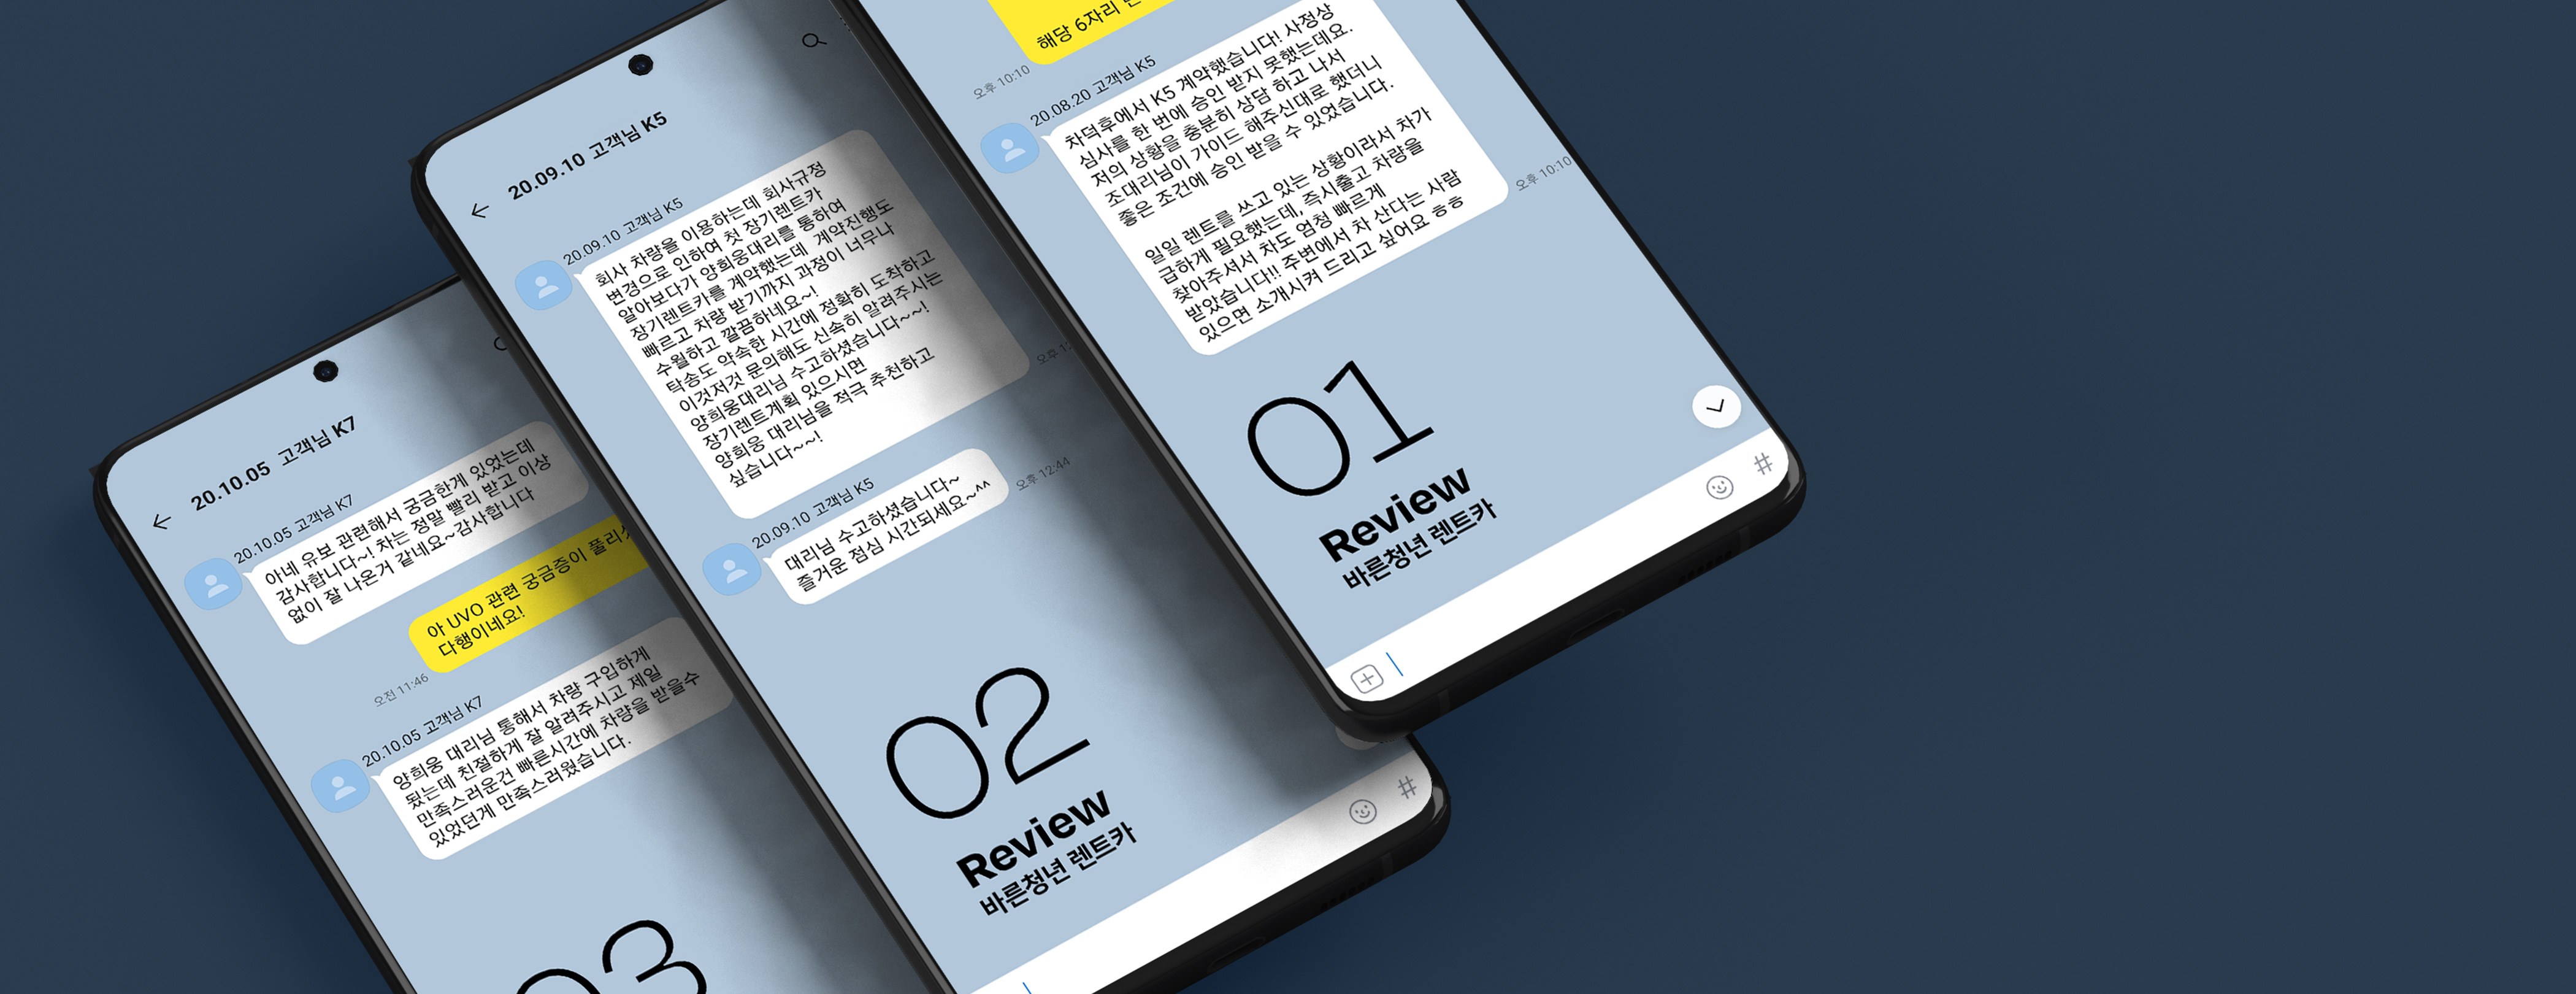 20.10.05 고객님 K7
20.10.05 고객님 K7
아네 유보 관련해서 궁금한게 있었는데
감사합니다~! 차는 정말 빨리 받고 이상
없이 잘 나온거 같네요~감사합니다
아 UVO 관련 궁금증이
다행이네요!
오전 11:46
20.10.05 고객님 K7
양희웅 대리님 통해서 차량 구입하게
됐는데 친절하게 잘 알려주시고 제일
만족스러운건 빠른시간에 차량을 받을수
있었던게 만족스러웠습니다.
03
20.09.10 고객님 K5
20.09.10 고객님 K5
회사 차량을 이용하는데 회사규정
변경으로 인하여 첫 장기렌트카
알아보다가 양희웅대리를 통하여
장기렌트카를 계약했는데 계약진행도
빠르고 차량 받기까지 과정이 너무나
수월하고 깔끔하네요~!
탁송도 약속한 시간에 정확히 도착하고
이것저것 문의해도 신속히 알려주시는
양희웅대리님 수고하셨습니다~~!
장기렌트계획 있으시면
양희웅 대리님을 적극 추천하고
싶습니다~~!
오후
20.09.10 고객님 K5
대리님 수고하셨습니다~
즐거운 점심 시간되세요~^^
오후 12:44
02
Review
바른청년 렌트카
해당 6자리
오후 10:10
20.08.20 고객님 K5
차덕후에서 K5 계약했습니다! 사정상
심사를 한 번에 승인 받지 못했는데요.
저의 상황을 충분히 상담 하고 나서
조대리님이 가이드 해주신대로 했더니
좋은 조건에 승인 받을 수 있었습니다.
일일 렌트를 쓰고 있는 상황이라서 차가
급하게 필요했는데, 즉시출고 차량을
찾아주셔서 차도 엄청 빠르게
받았습니다!! 주변에서 차 산다는 사람
있으면 소개시켜 드리고 싶어요 ㅎㅎ
오후 10:10
01
Review
바른청년 렌트카
#
#